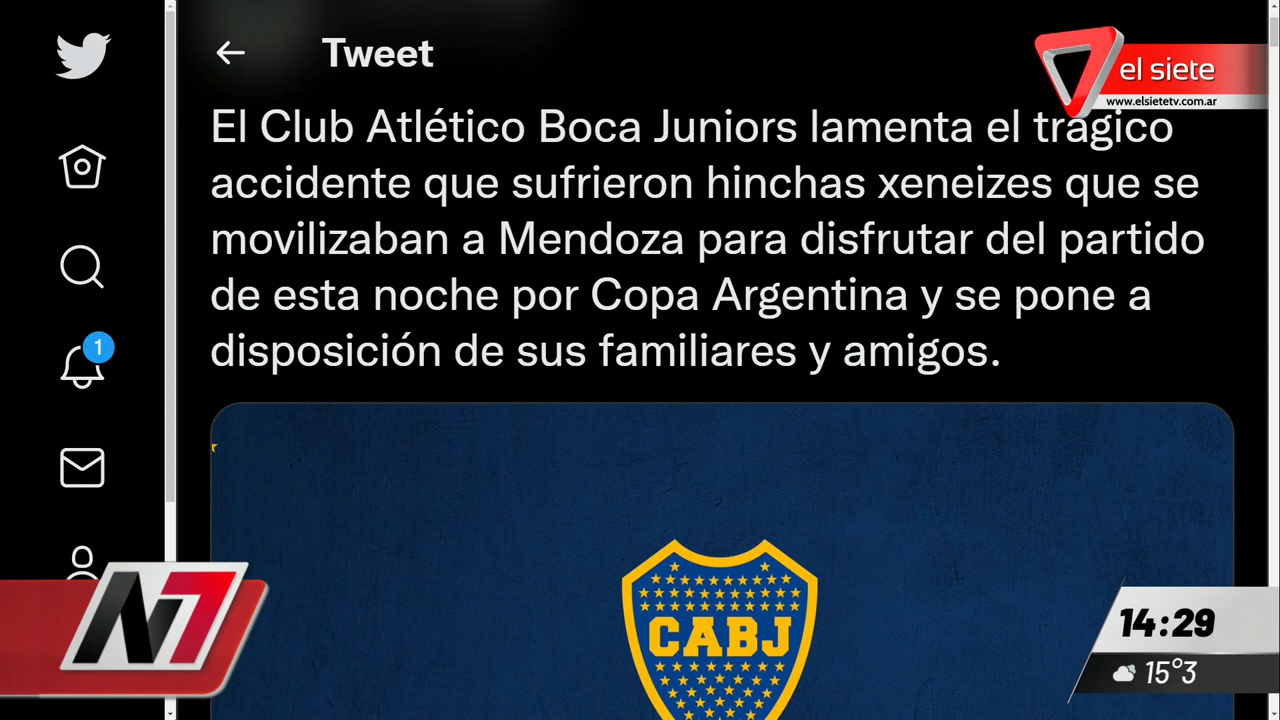 Tweet
el siete
www.elsietetv.com.ar
El Club Atlético Boca Juniors lamenta el trágico
accidente que sufrieron hinchas xeneizes que se
movilizaban a Mendoza para disfrutar del partido
de esta noche por Copa Argentina y se pone a
disposición de sus familiares y amigos.
1
CABJ
N7
14:29
15°3